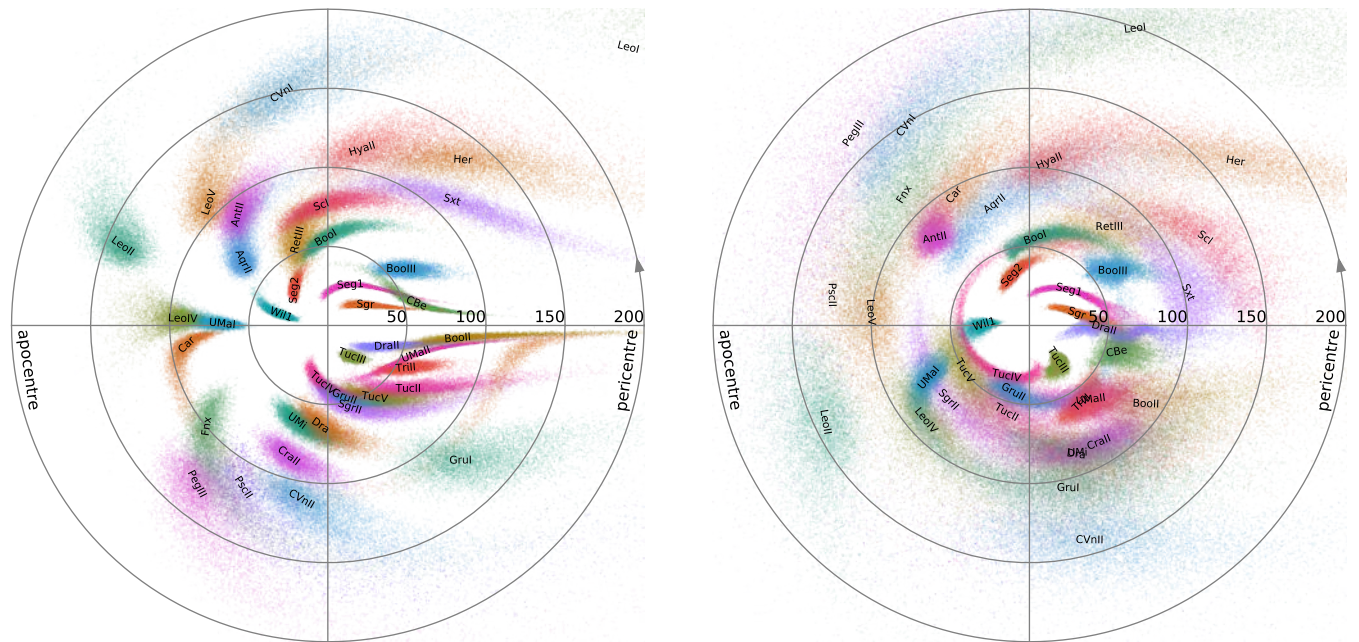 LeoI
CVnI
HyaII
Her
LeoV
AntII
ScI
Sxt
RetIII
BooI
LeoII
AqrII
Seg2
Seg1
BooIII
Sgr
CBe
Wil1
LeoIV
UMaI
50
100
150
200
apocentre
pericentre
Car
DraII
BooII
TucIII
UMaII
TriII
TucIV
TucII
GruII
TucV
SgrII
Fnx
UMi
Dra
CraII
GruI
PegIII
PscII
CVnII
LeoI
PegIII
CVnI
HyaII
Her
Fnx
Car
AqrII
AntII
BooI
RetIII
Scl
Seg2
BooIII
Seg1
Sxt
PscII
LeoV
Sgr
DraII
Wil1
50
100
150
200
apocentre
pericentre
CBe
TucIII
TucV
TucIV
UMaI
GruII
SgrII
TucII
UMaII
BooII
LeoII
LeoIV
CraII
UMi
Dra
GruI
CVnII